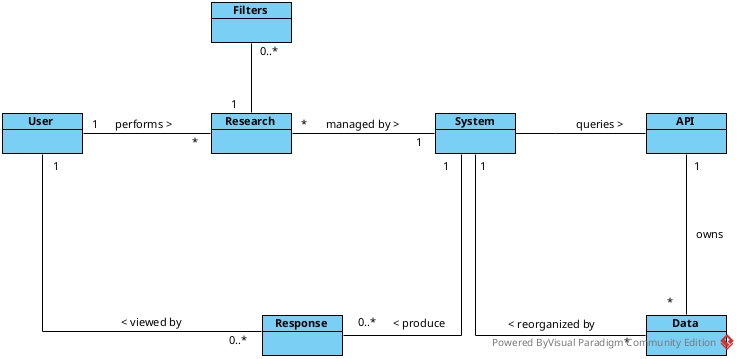 Filters
0..*
1
User
1 performs >
*
Research
* managed by >
1
System
queries >
API
1
1
1
1
owns
*
< viewed by
0..*
Response
0..* < produce
< reorganized by
*
Data
Powered ByVisual Paradigm Community Edition